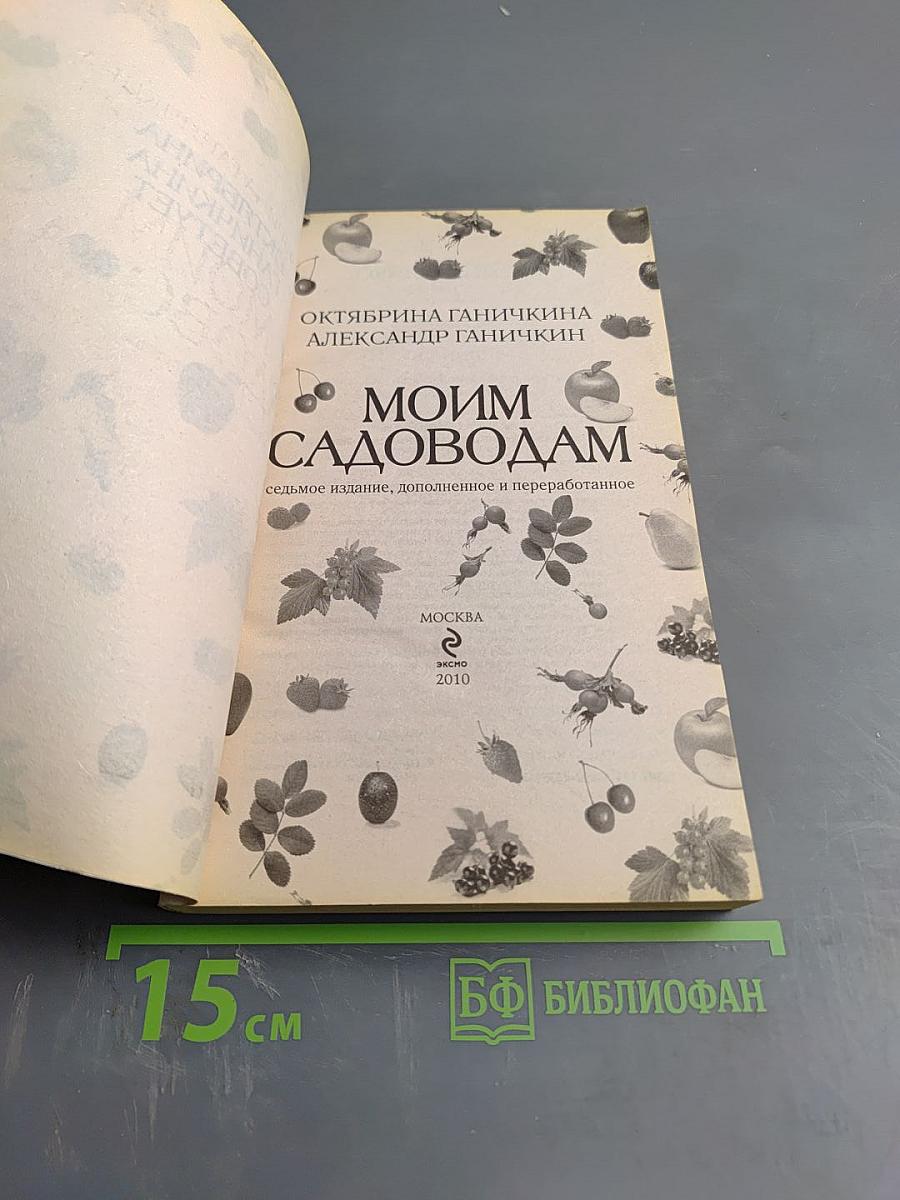 ОКТЯБРИНА ГАНИЧКИНА
АЛЕКСАНДР ГАНИЧКИН
МОИМ
САДОВОДАМ
седьмое издание, дополненное и переработанное
МОСКВА
ЭКСМО
2010
15 см
БФ БИБЛИОФАН